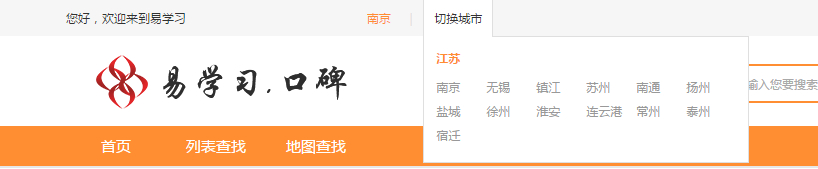 您好，欢迎来到易学习 南京 | 切换城市
江苏
易学习.口碑
南京 无锡 镇江 苏州 南通 扬州
输入您要搜索
盐城 徐州 淮安 连云港 常州 泰州
宿迁
首页 列表查找 地图查找